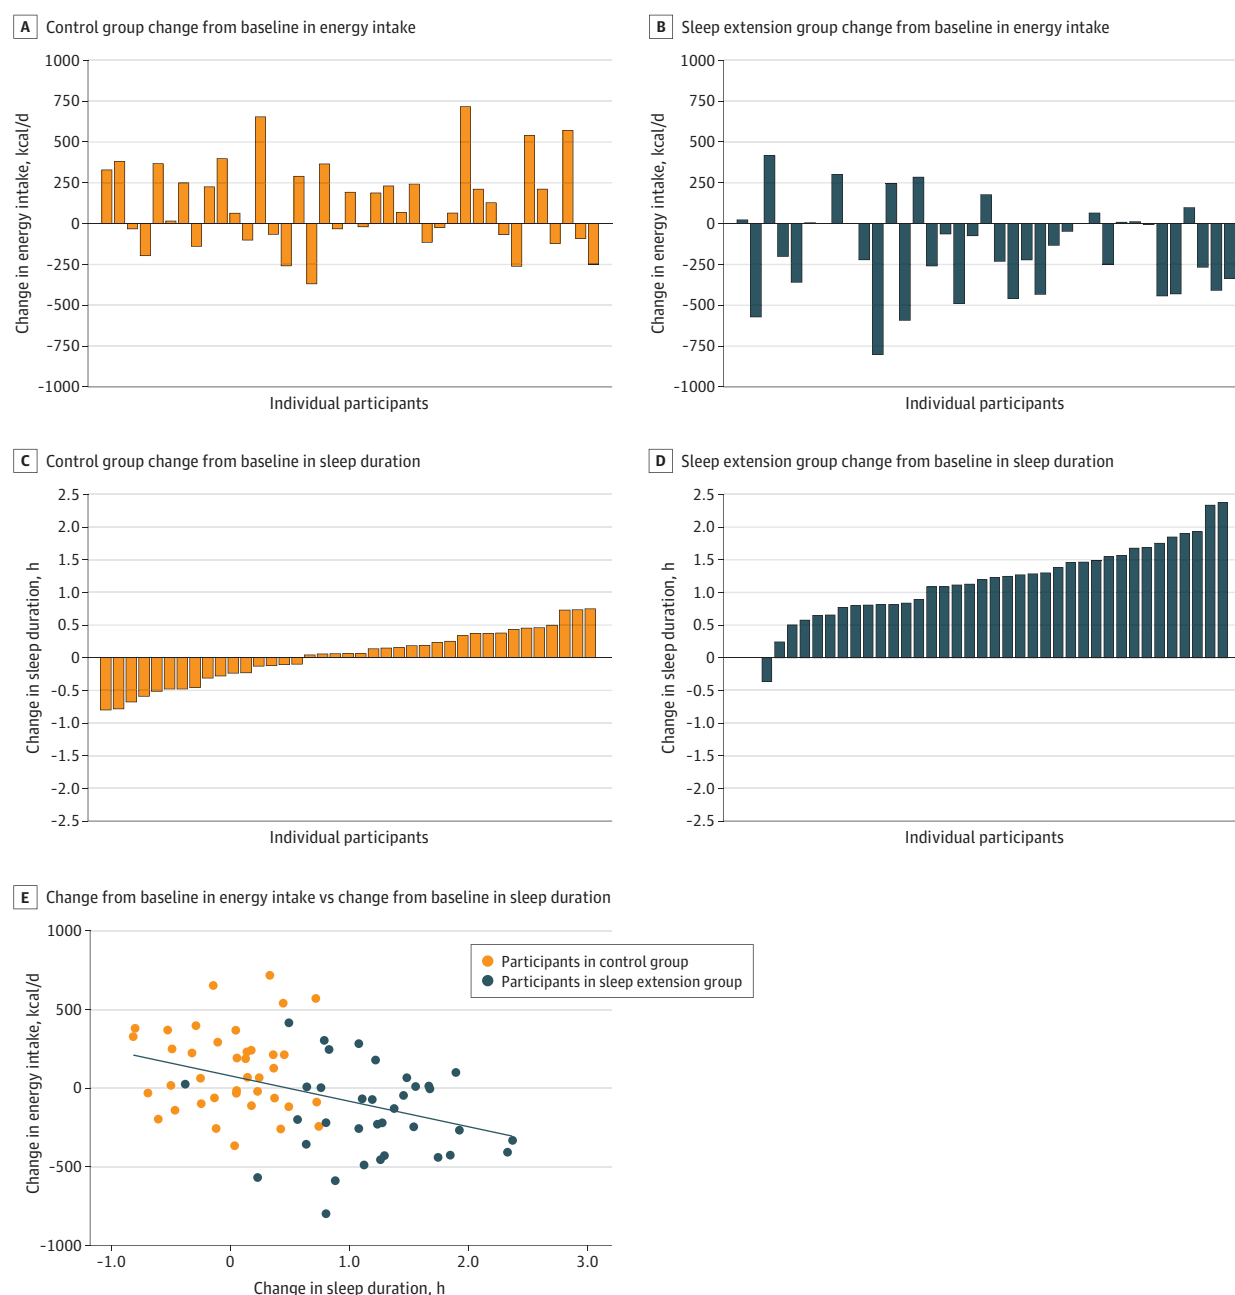 A Control group change from baseline in energy intake
1000
750
500
250
0
-250
-500
-750
-1000
Change in energy intake, kcal/d
Individual participants
B Sleep extension group change from baseline in energy intake
1000
750
500
250
0
-250
-500
-750
-1000
Change in energy intake, kcal/d
Individual participants
C Control group change from baseline in sleep duration
2.5
2.0
1.5
1.0
0.5
0
-0.5
-1.0
-1.5
-2.0
-2.5
Change in sleep duration, h
Individual participants
D Sleep extension group change from baseline in sleep duration
2.5
2.0
1.5
1.0
0.5
0
-0.5
-1.0
-1.5
-2.0
-2.5
Change in sleep duration, h
Individual participants
E Change from baseline in energy intake vs change from baseline in sleep duration
1000
500
0
-500
-1000
Change in energy intake, kcal/d
Participants in control group
Participants in sleep extension group
-1.0 0 1.0 2.0 3.0
Change in sleep duration, h